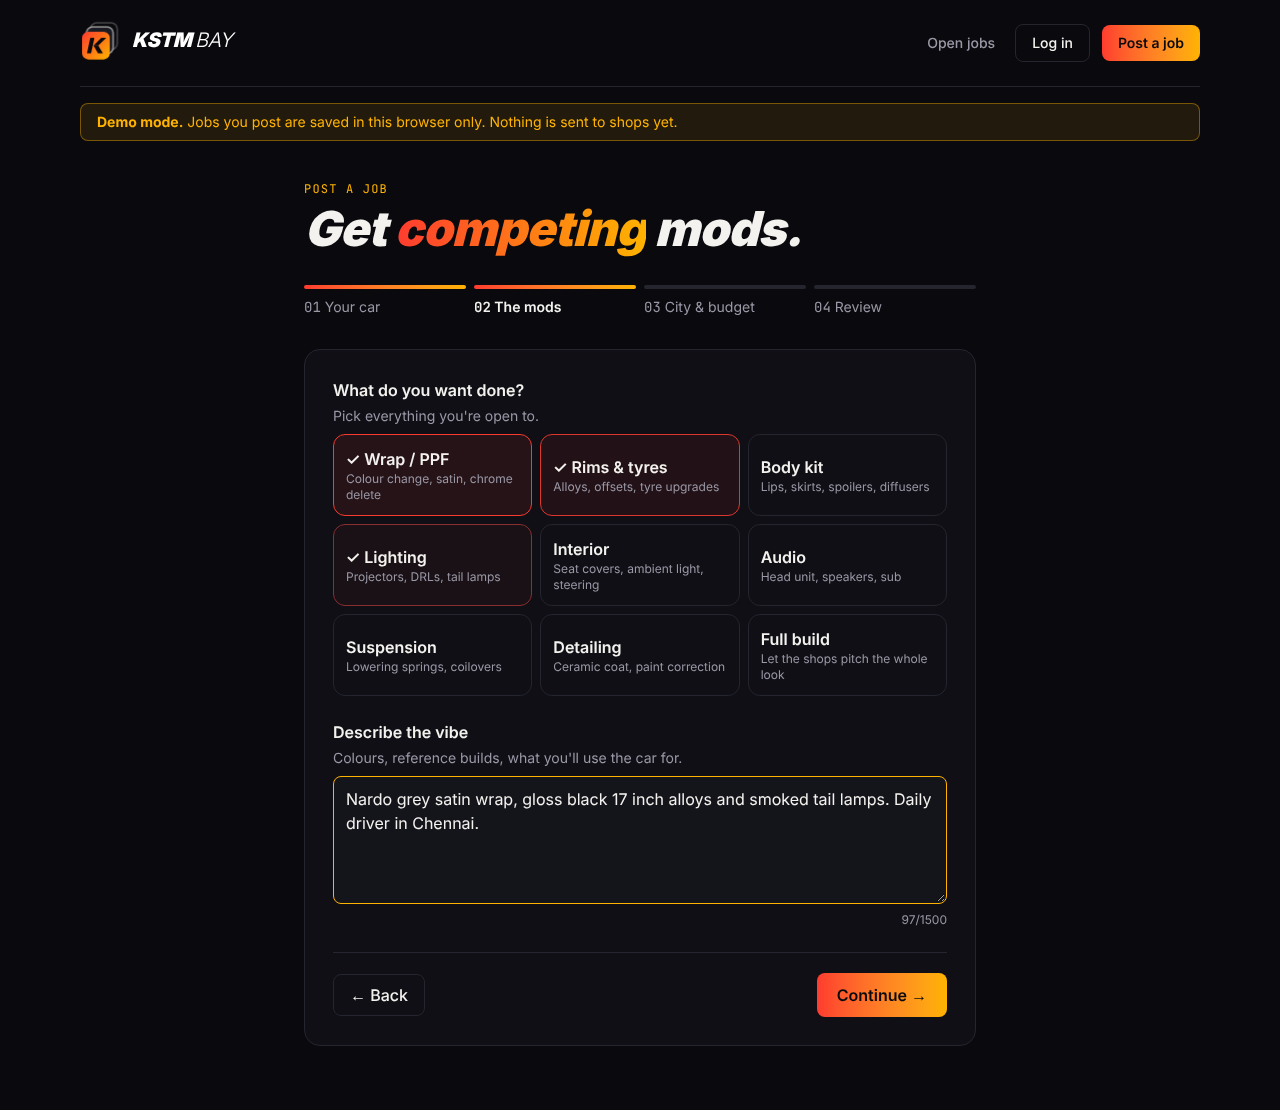 K KSTM BAY
Open jobs
Log in
Post a job
Demo mode. Jobs you post are saved in this browser only. Nothing is sent to shops yet.
POST A JOB
Get competing mods.
01 Your car
02 The mods
03 City & budget
04 Review
What do you want done?
Pick everything you're open to.
✓ Wrap / PPF
Colour change, satin, chrome
delete
✓ Rims & tyres
Alloys, offsets, tyre upgrades
Body kit
Lips, skirts, spoilers, diffusers
✓ Lighting
Projectors, DRLs, tail lamps
Interior
Seat covers, ambient light,
steering
Audio
Head unit, speakers, sub
Suspension
Lowering springs, coilovers
Detailing
Ceramic coat, paint correction
Full build
Let the shops pitch the whole
look
Describe the vibe
Colours, reference builds, what you'll use the car for.
Nardo grey satin wrap, gloss black 17 inch alloys and smoked tail lamps. Daily
driver in Chennai.
97/1500
← Back
Continue →